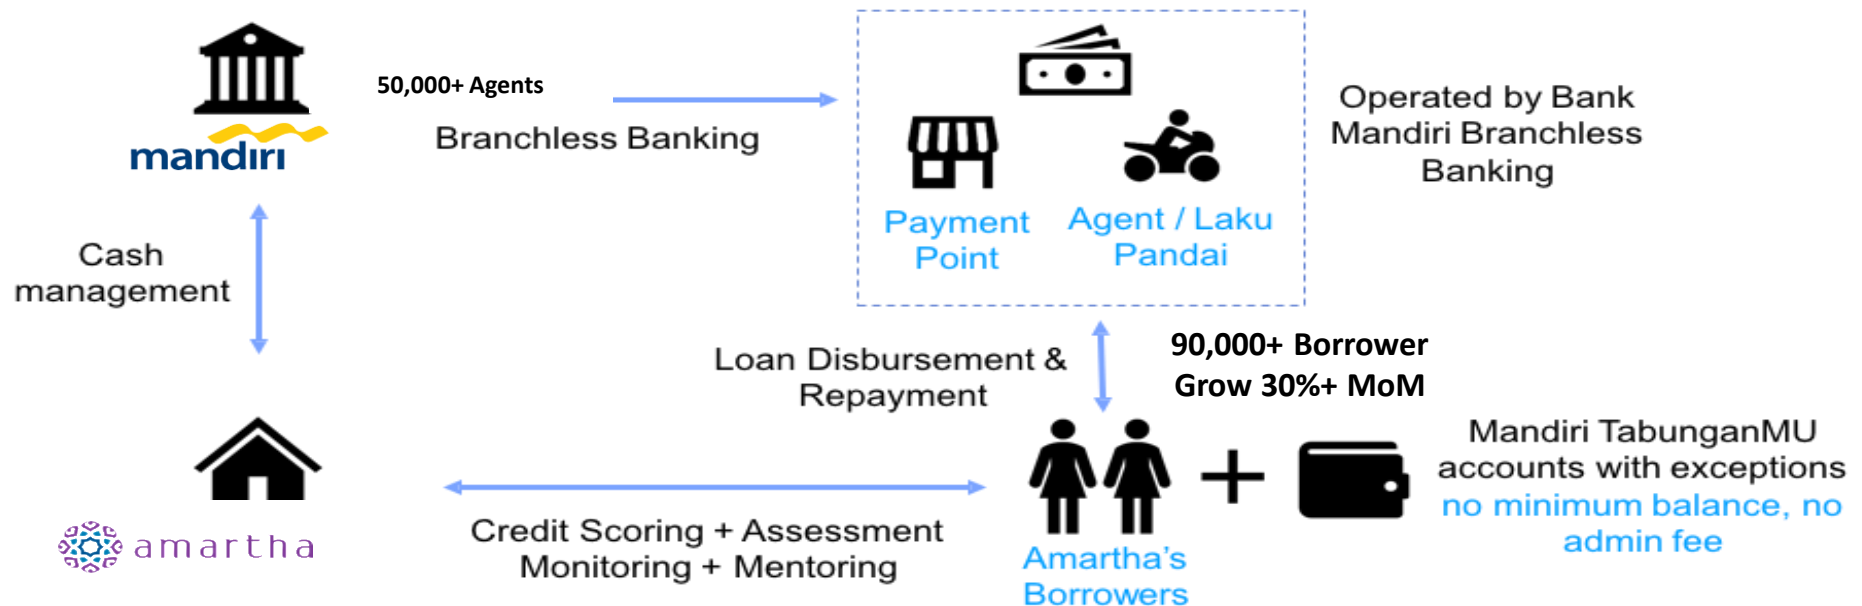 mandiri
50,000+ Agents
Branchless Banking
Payment
Point
Agent / Laku
Pandai
Operated by Bank
Mandiri Branchless
Banking
Cash
management
Loan Disbursement &
Repayment
90,000+ Borrower
Grow 30%+ MoM
amartha
Credit Scoring + Assessment
Monitoring + Mentoring
Amartha's
Borrowers
+
Mandiri TabunganMU
accounts with exceptions
no minimum balance, no
admin fee